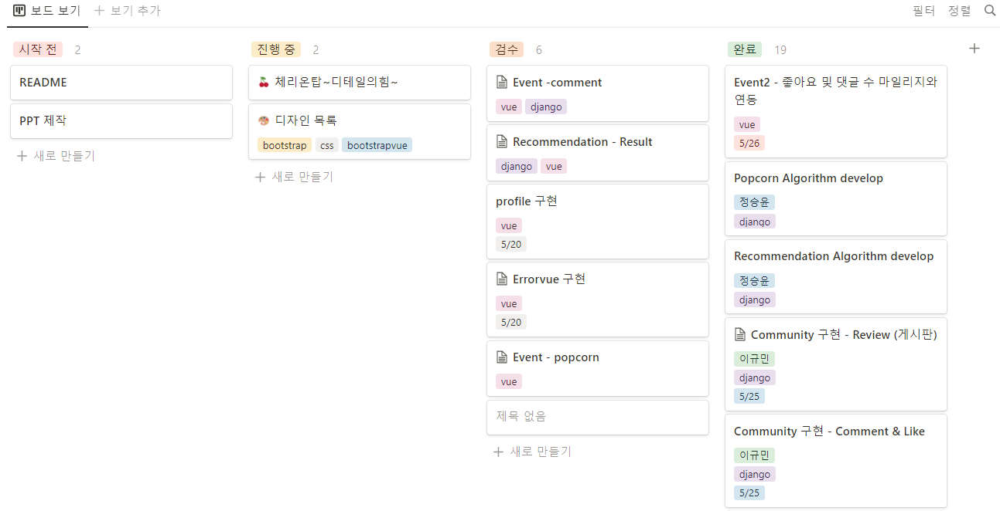 보드 보기
보기 추가
필터
정렬
시작 전 2
README
PPT 제작
새로 만들기
진행 중 2
체리온탑~디테일의힘~
디자인 목록
bootstrap css bootstrapvue
새로 만들기
검수 6
Event -comment
vue django
Recommendation - Result
django vue
profile 구현
vue
5/20
Errorvue 구현
vue
5/20
Event - popcorn
vue
제목 없음
새로 만들기
완료 19
Event2 - 좋아요 및 댓글 수 마일리지와
연동
vue
5/26
Popcorn Algorithm develop
정승윤
django
Recommendation Algorithm develop
정승윤
django
Community 구현 - Review (게시판)
이규민
django
5/25
Community 구현 - Comment & Like
이규민
django
5/25